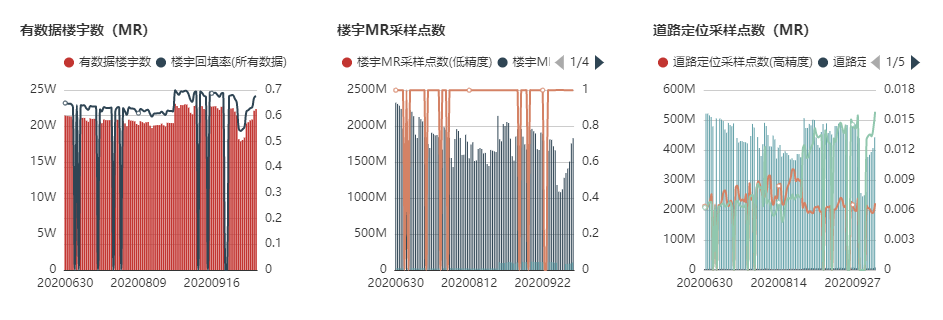 有数据楼宇数（MR）
有数据楼宇数 楼宇回填率(所有数据)
25W
20W
15W
10W
5W
0
0.7
0.6
0.5
0.4
0.3
0.2
0.1
0
20200630 20200809 20200916
楼宇MR采样点数
楼宇MR采样点数(低精度) 楼宇M 1/4
2500M
2000M
1500M
1000M
500M
0
1
0.8
0.6
0.4
0.2
0
20200630 20200812 20200922
道路定位采样点数
道路定位采样点数(高精度) 道路定 1/5
600M
500M
400M
300M
200M
100M
0
0.018
0.015
0.012
0.009
0.006
0.003
0
20200630 20200814 20200927